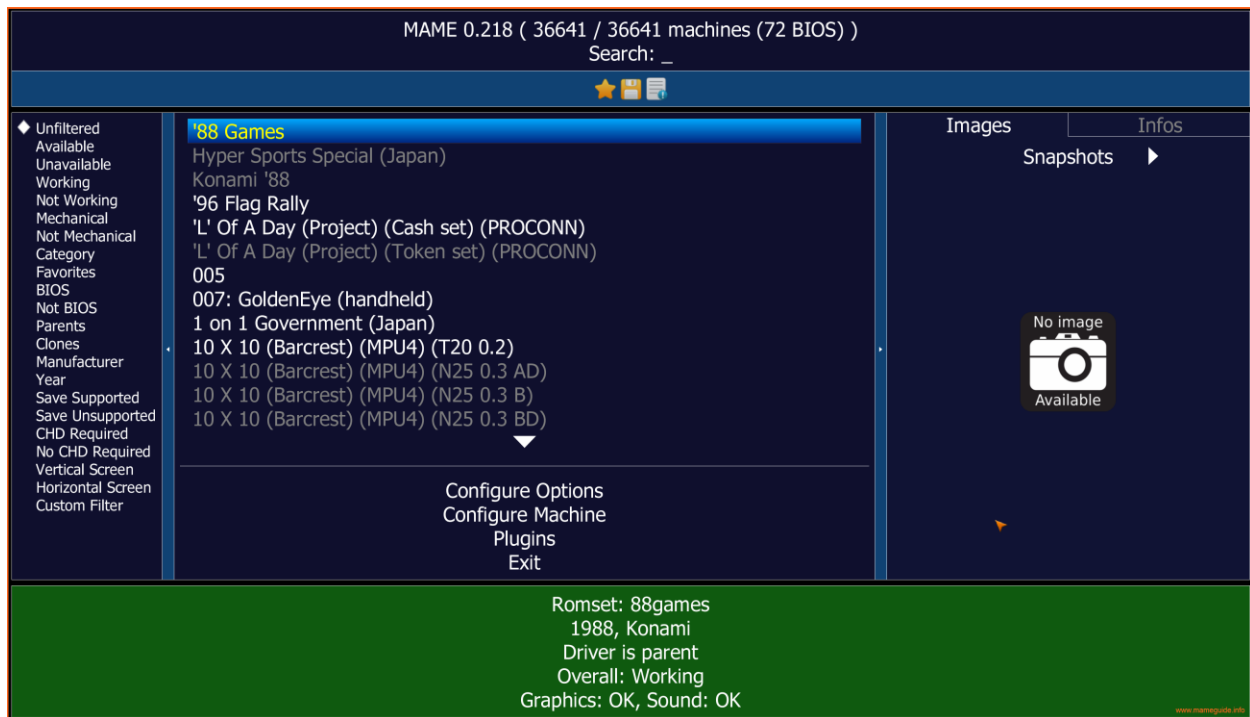 MAME 0.218 ( 36641 / 36641 machines (72 BIOS) )
Search: _
Unfiltered
Available
Unavailable
Working
Not Working
Mechanical
Not Mechanical
Category
Favorites
BIOS
Not BIOS
Parents
Clones
Manufacturer
Year
Save Supported
Save Unsupported
CHD Required
No CHD Required
Vertical Screen
Horizontal Screen
Custom Filter
'88 Games
Hyper Sports Special (Japan)
Konami '88
'96 Flag Rally
'L' Of A Day (Project) (Cash set) (PROCONN)
'L' Of A Day (Project) (Token set) (PROCONN)
005
007: GoldenEye (handheld)
1 on 1 Government (Japan)
10 X 10 (Barcrest) (MPU4) (T20 0.2)
10 X 10 (Barcrest) (MPU4) (N25 0.3 AD)
10 X 10 (Barcrest) (MPU4) (N25 0.3 B)
10 X 10 (Barcrest) (MPU4) (N25 0.3 BD)
Configure Options
Configure Machine
Plugins
Exit
Images Infos
Snapshots
No image
Available
Romset: 88games
1988, Konami
Driver is parent
Overall: Working
Graphics: OK, Sound: OK
www.mameguide.info